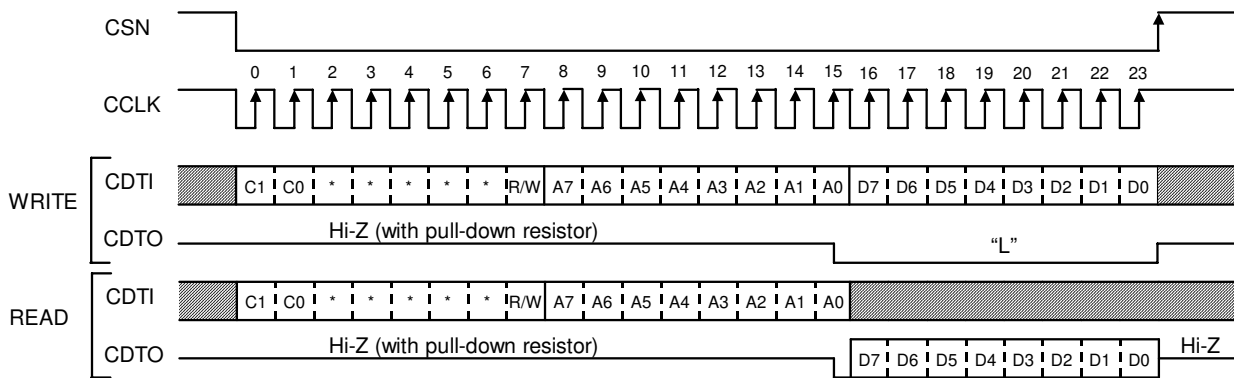 CSN
0 1 2 3 4 5 6 7 8 9 10 11 12 13 14 15 16 17 18 19 20 21 22 23
CCLK
WRITE
CDTI
C1 C0 * * * * * R/W A7 A6 A5 A4 A3 A2 A1 A0 D7 D6 D5 D4 D3 D2 D1 D0
CDTO
Hi-Z (with pull-down resistor)
“L”
READ
CDTI
C1 C0 * * * * * R/W A7 A6 A5 A4 A3 A2 A1 A0
CDTO
Hi-Z (with pull-down resistor)
D7 D6 D5 D4 D3 D2 D1 D0
Hi-Z